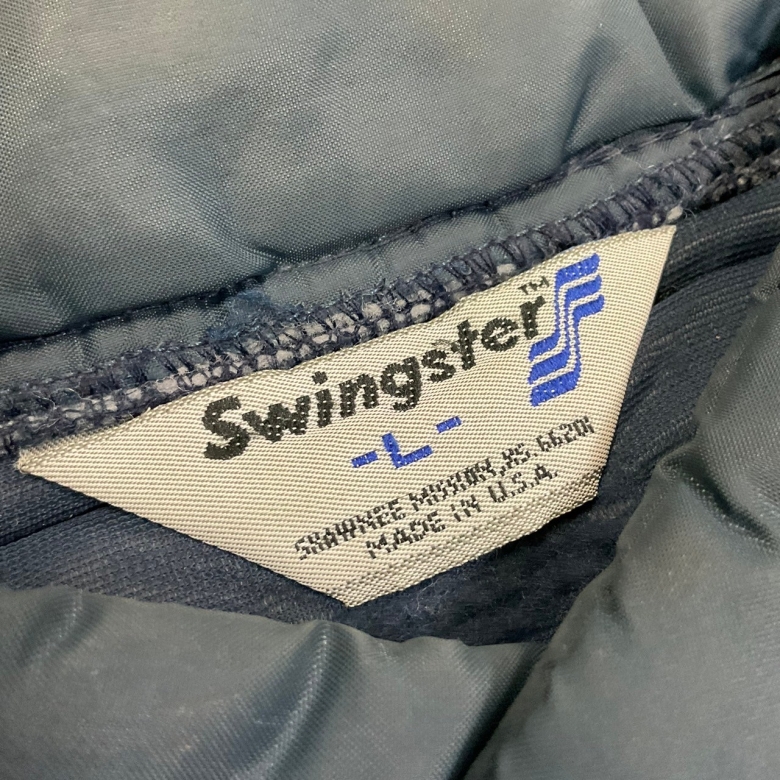 Swingster™
-L-
SHAWNEE MISSION, KS. 66201
MADE IN U.S.A.